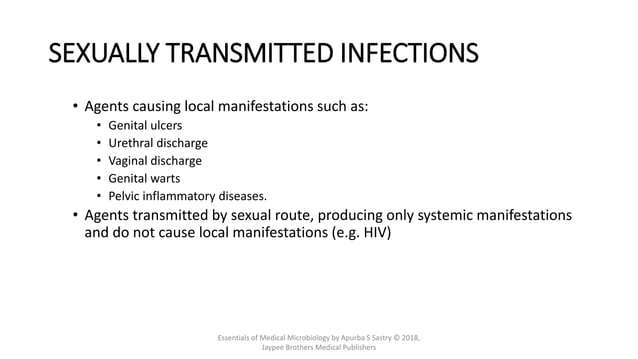 SEXUALLY TRANSMITTED INFECTIONS
• Agents causing local manifestations such as:
• Genital ulcers
• Urethral discharge
• Vaginal discharge
• Genital warts
• Pelvic inflammatory diseases.
• Agents transmitted by sexual route, producing only systemic manifestations
and do not cause local manifestations (e.g. HIV)
Essentials of Medical Microbiology by Apurba S Sastry © 2018,
Jaypee Brothers Medical Publishers